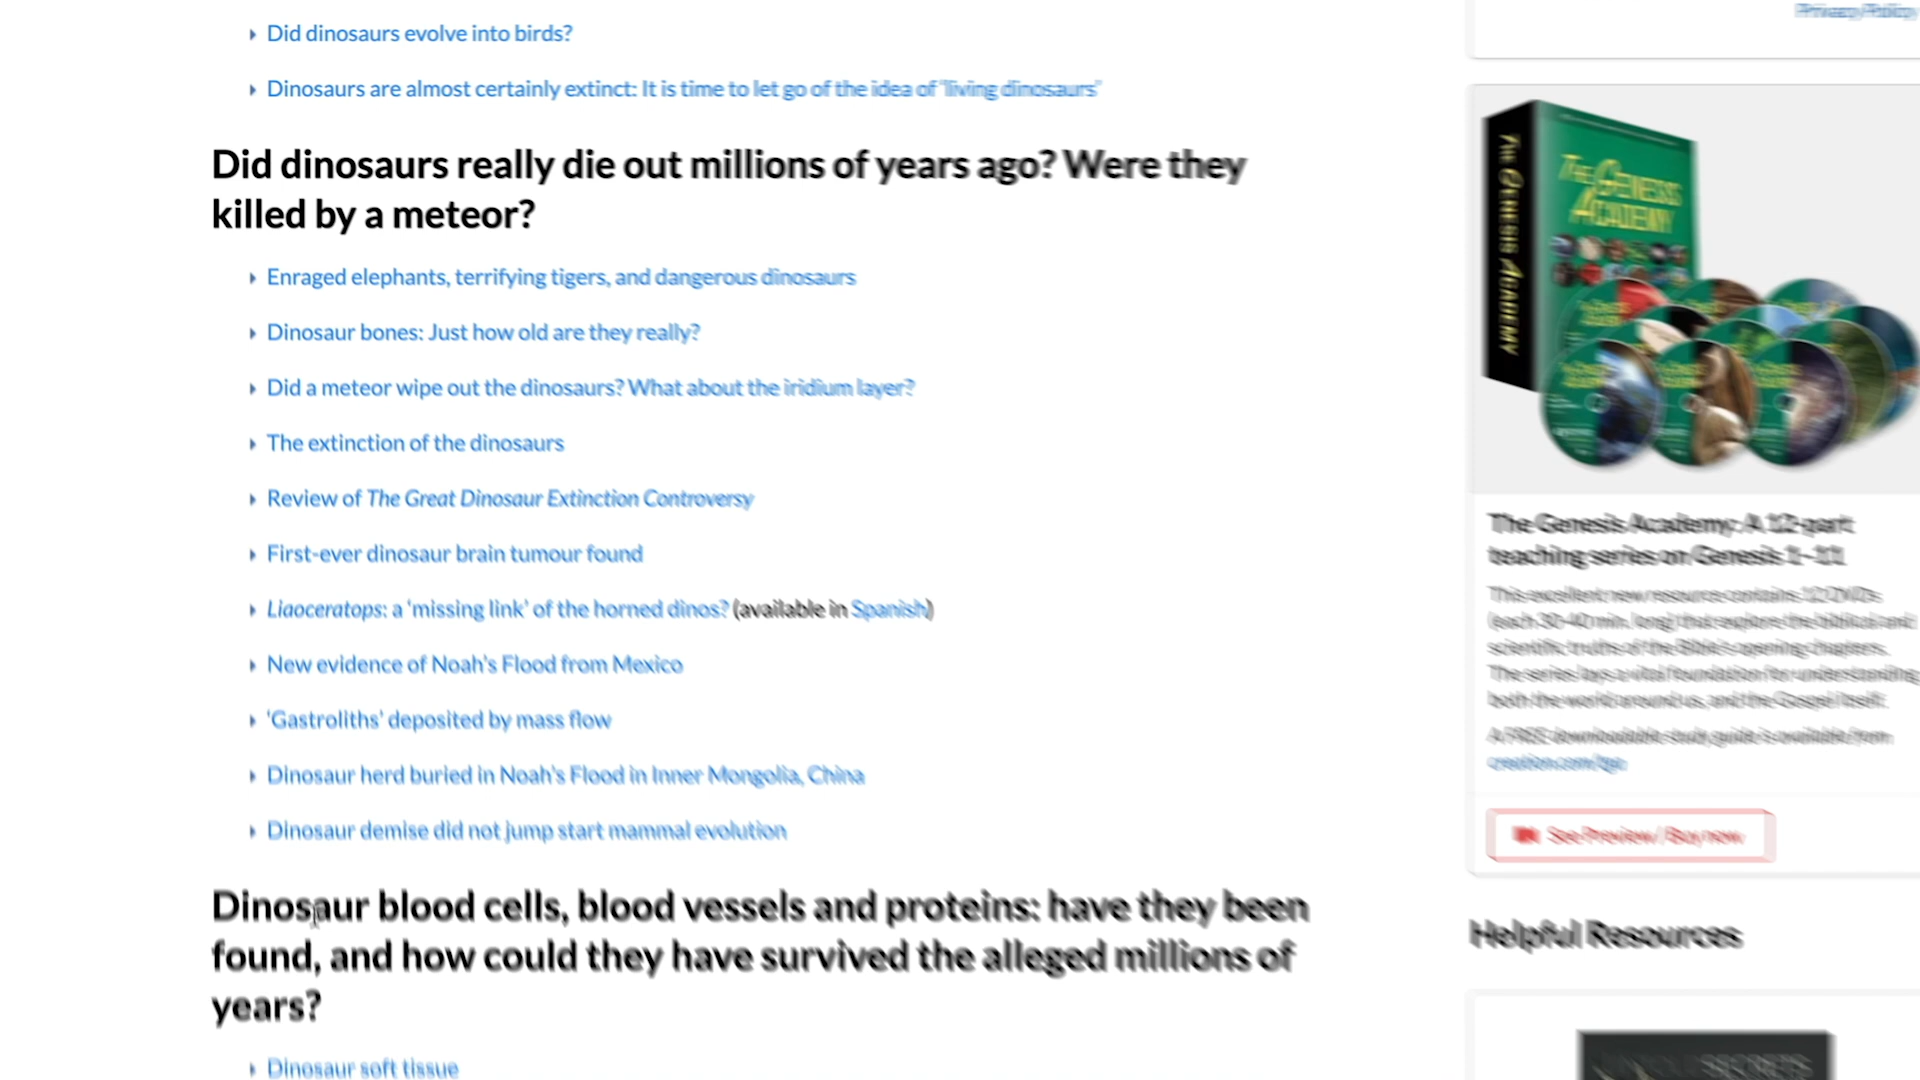 Privacy Policy
Did dinosaurs evolve into birds?
Dinosaurs are almost certainly extinct: It is time to let go of the idea of 'living dinosaurs'
Did dinosaurs really die out millions of years ago? Were they
killed by a meteor?
Enraged elephants, terrifying tigers, and dangerous dinosaurs
Dinosaur bones: Just how old are they really?
Did a meteor wipe out the dinosaurs? What about the iridium layer?
The extinction of the dinosaurs
Review of The Great Dinosaur Extinction Controversy
First-ever dinosaur brain tumour found
Liaoceratops: a ‘missing link’ of the horned dinos? (available in Spanish)
New evidence of Noah’s Flood from Mexico
‘Gastroliths’ deposited by mass flow
Dinosaur herd buried in Noah’s Flood in Inner Mongolia, China
Dinosaur demise did not jump start mammal evolution
Dinosaur blood cells, blood vessels and proteins: have they been
found, and how could they have survived the alleged millions of
years?
Dinosaur soft tissue
THE GENESIS ACADEMY
THE GENESIS
ACADEMY
The Genesis Academy: A 12-part
teaching series on Genesis 1–11
This excellent new resource contains 12 DVDs
(each 30-40 min. long) that explore the biblical and
scientific truths of the Bible's opening chapters.
The series lays a vital foundation for understanding
both the world around us, and the Gospel itself.
A FREE downloadable study guide is available from
creation.com/tga
See Preview / Buy now
Helpful Resources
SECRETS